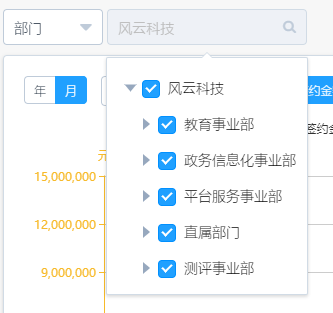 部门
风云科技
年
月
约金
签约金
风云科技
教育事业部
政务信息化事业部
平台服务事业部
直属部门
测评事业部
元
15,000,000
12,000,000
9,000,000